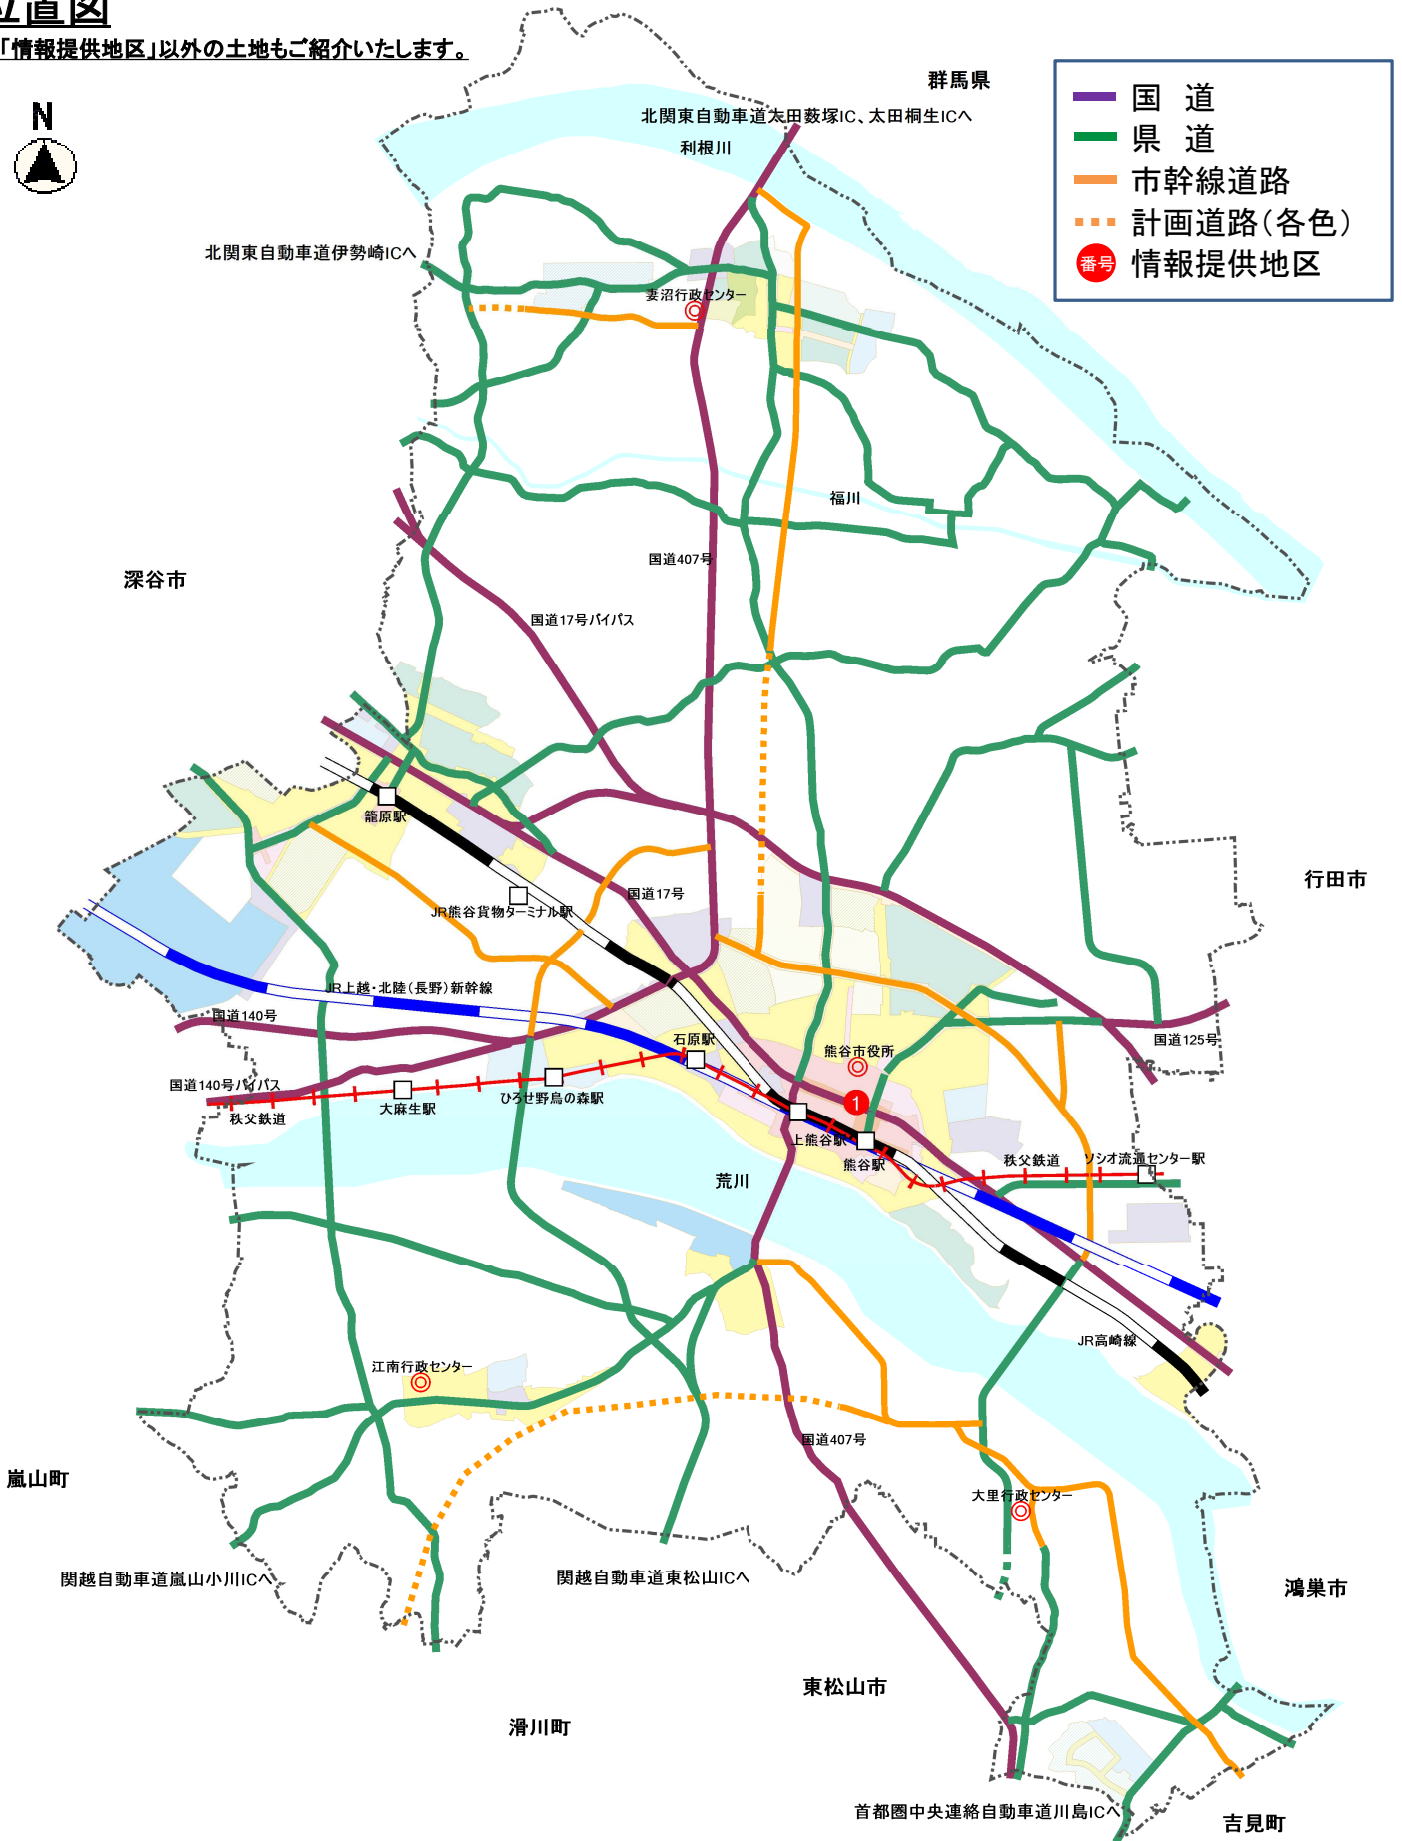 位置図
「情報提供地区」以外の土地もご紹介いたします。
N
群馬県
国 道
県 道
市幹線道路
計画道路(各色)
番号 情報提供地区
北関東自動車道太田薮塚IC、太田桐生ICへ
利根川
北関東自動車道伊勢崎ICへ
妻沼行政センター
福川
国道407号
深谷市
国道17号バイパス
籠原駅
行田市
国道17号
JR熊谷貨物ターミナル駅
JR上越・北陸(長野)新幹線
国道140号
石原駅
熊谷市役所
国道125号
国道140号バイパス
秩父鉄道
大麻生駅
ひろせ野鳥の森駅
1
上熊谷駅
熊谷駅
秩父鉄道
ソシオ流通センター駅
荒川
JR高崎線
江南行政センター
国道407号
嵐山町
大里行政センター
関越自動車道嵐山小川ICへ
関越自動車道東松山ICへ
鴻巣市
東松山市
滑川町
首都圏中央連絡自動車道川島ICへ
吉見町